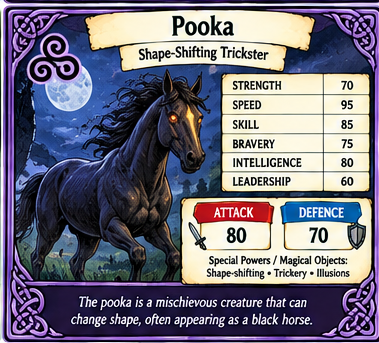 Pooka
Shape-Shifting Trickster
STRENGTH 70
SPEED 95
SKILL 85
BRAVERY 75
INTELLIGENCE 80
LEADERSHIP 60
ATTACK
80
DEFENCE
70
Special Powers / Magical Objects:
Shape-shifting • Trickery • Illusions
The pooka is a mischievous creature that can
change shape, often appearing as a black horse.